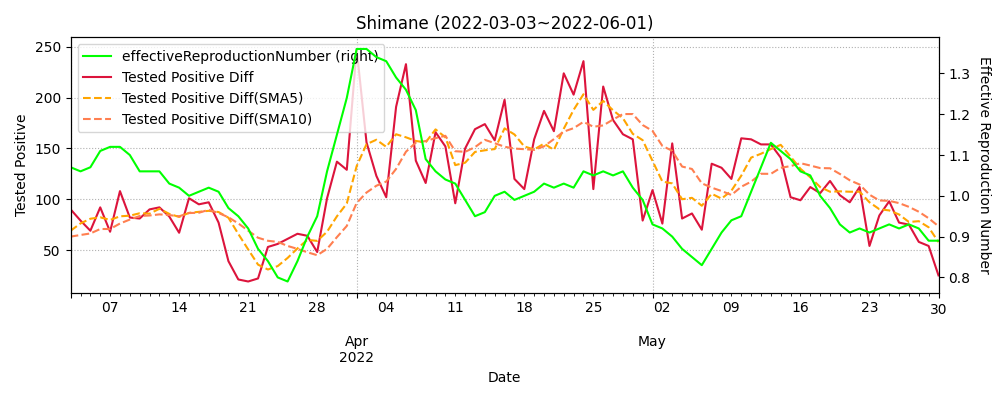 Shimane (2022-03-03~2022-06-01)
effectiveReproductionNumber (right)
Tested Positive Diff
Tested Positive Diff(SMA5)
Tested Positive Diff(SMA10)
Tested Positive
250
200
150
100
50
1.3
1.2
1.1
1.0
0.9
0.8
Effective Reproduction Number
07 14 21 28 04 11 18 25 02 09 16 23 30
Apr May
2022
Date